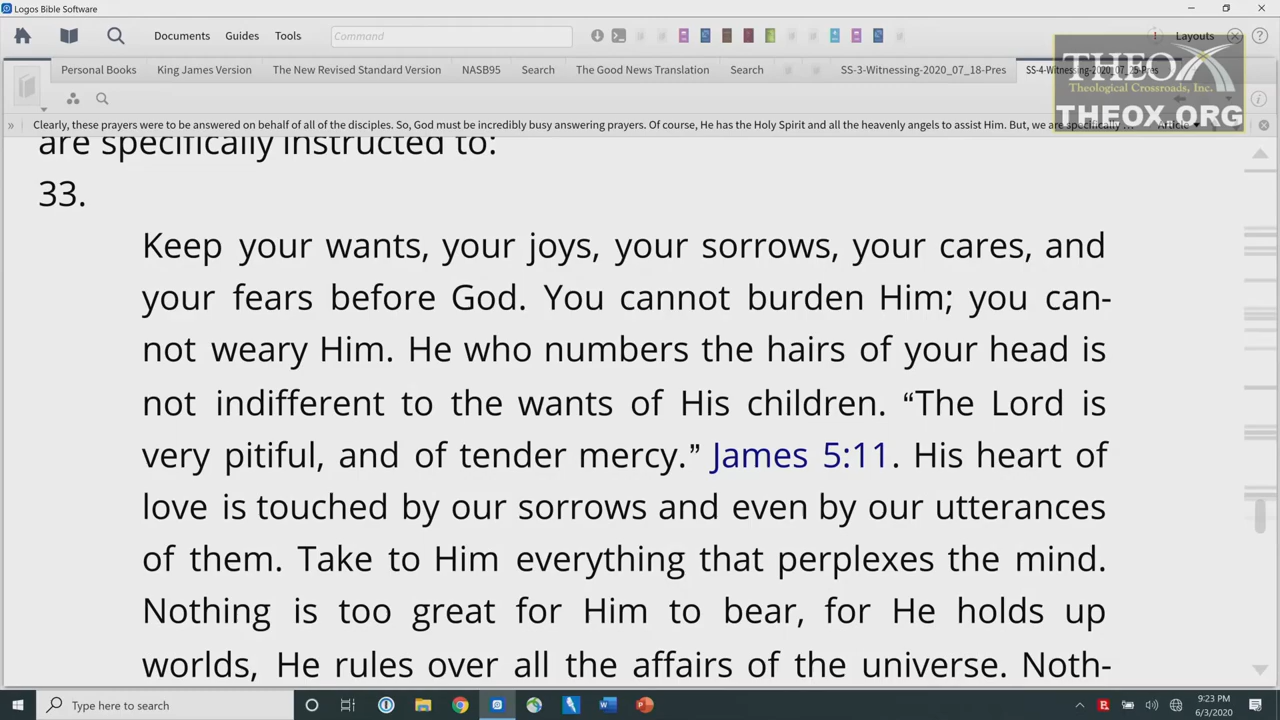 Logos Bible Software
Documents Guides Tools Command Layouts
Personal Books King James Version The New Revised Standard NASB95 Search The Good News Translation Search SS-3-Witnessing-2020_07_18-Pres SS-4-Witnessing-2020_07_25-Pres
THEOX
Theological Crossroads, Inc.
THEOX.ORG
» Clearly, these prayers were to be answered on behalf of all of the disciples. So, God must be incredibly busy answering prayers. Of course, He has the Holy Spirit and all the heavenly angels to assist Him. But, we are specifically ... Article
are specifically instructed to:
33.
Keep your wants, your joys, your sorrows, your cares, and
your fears before God. You cannot burden Him; you can-
not weary Him. He who numbers the hairs of your head is
not indifferent to the wants of His children. “The Lord is
very pitiful, and of tender mercy.” James 5:11. His heart of
love is touched by our sorrows and even by our utterances
of them. Take to Him everything that perplexes the mind.
Nothing is too great for Him to bear, for He holds up
worlds, He rules over all the affairs of the universe. Noth-
Type here to search
9:23 PM
6/3/2020